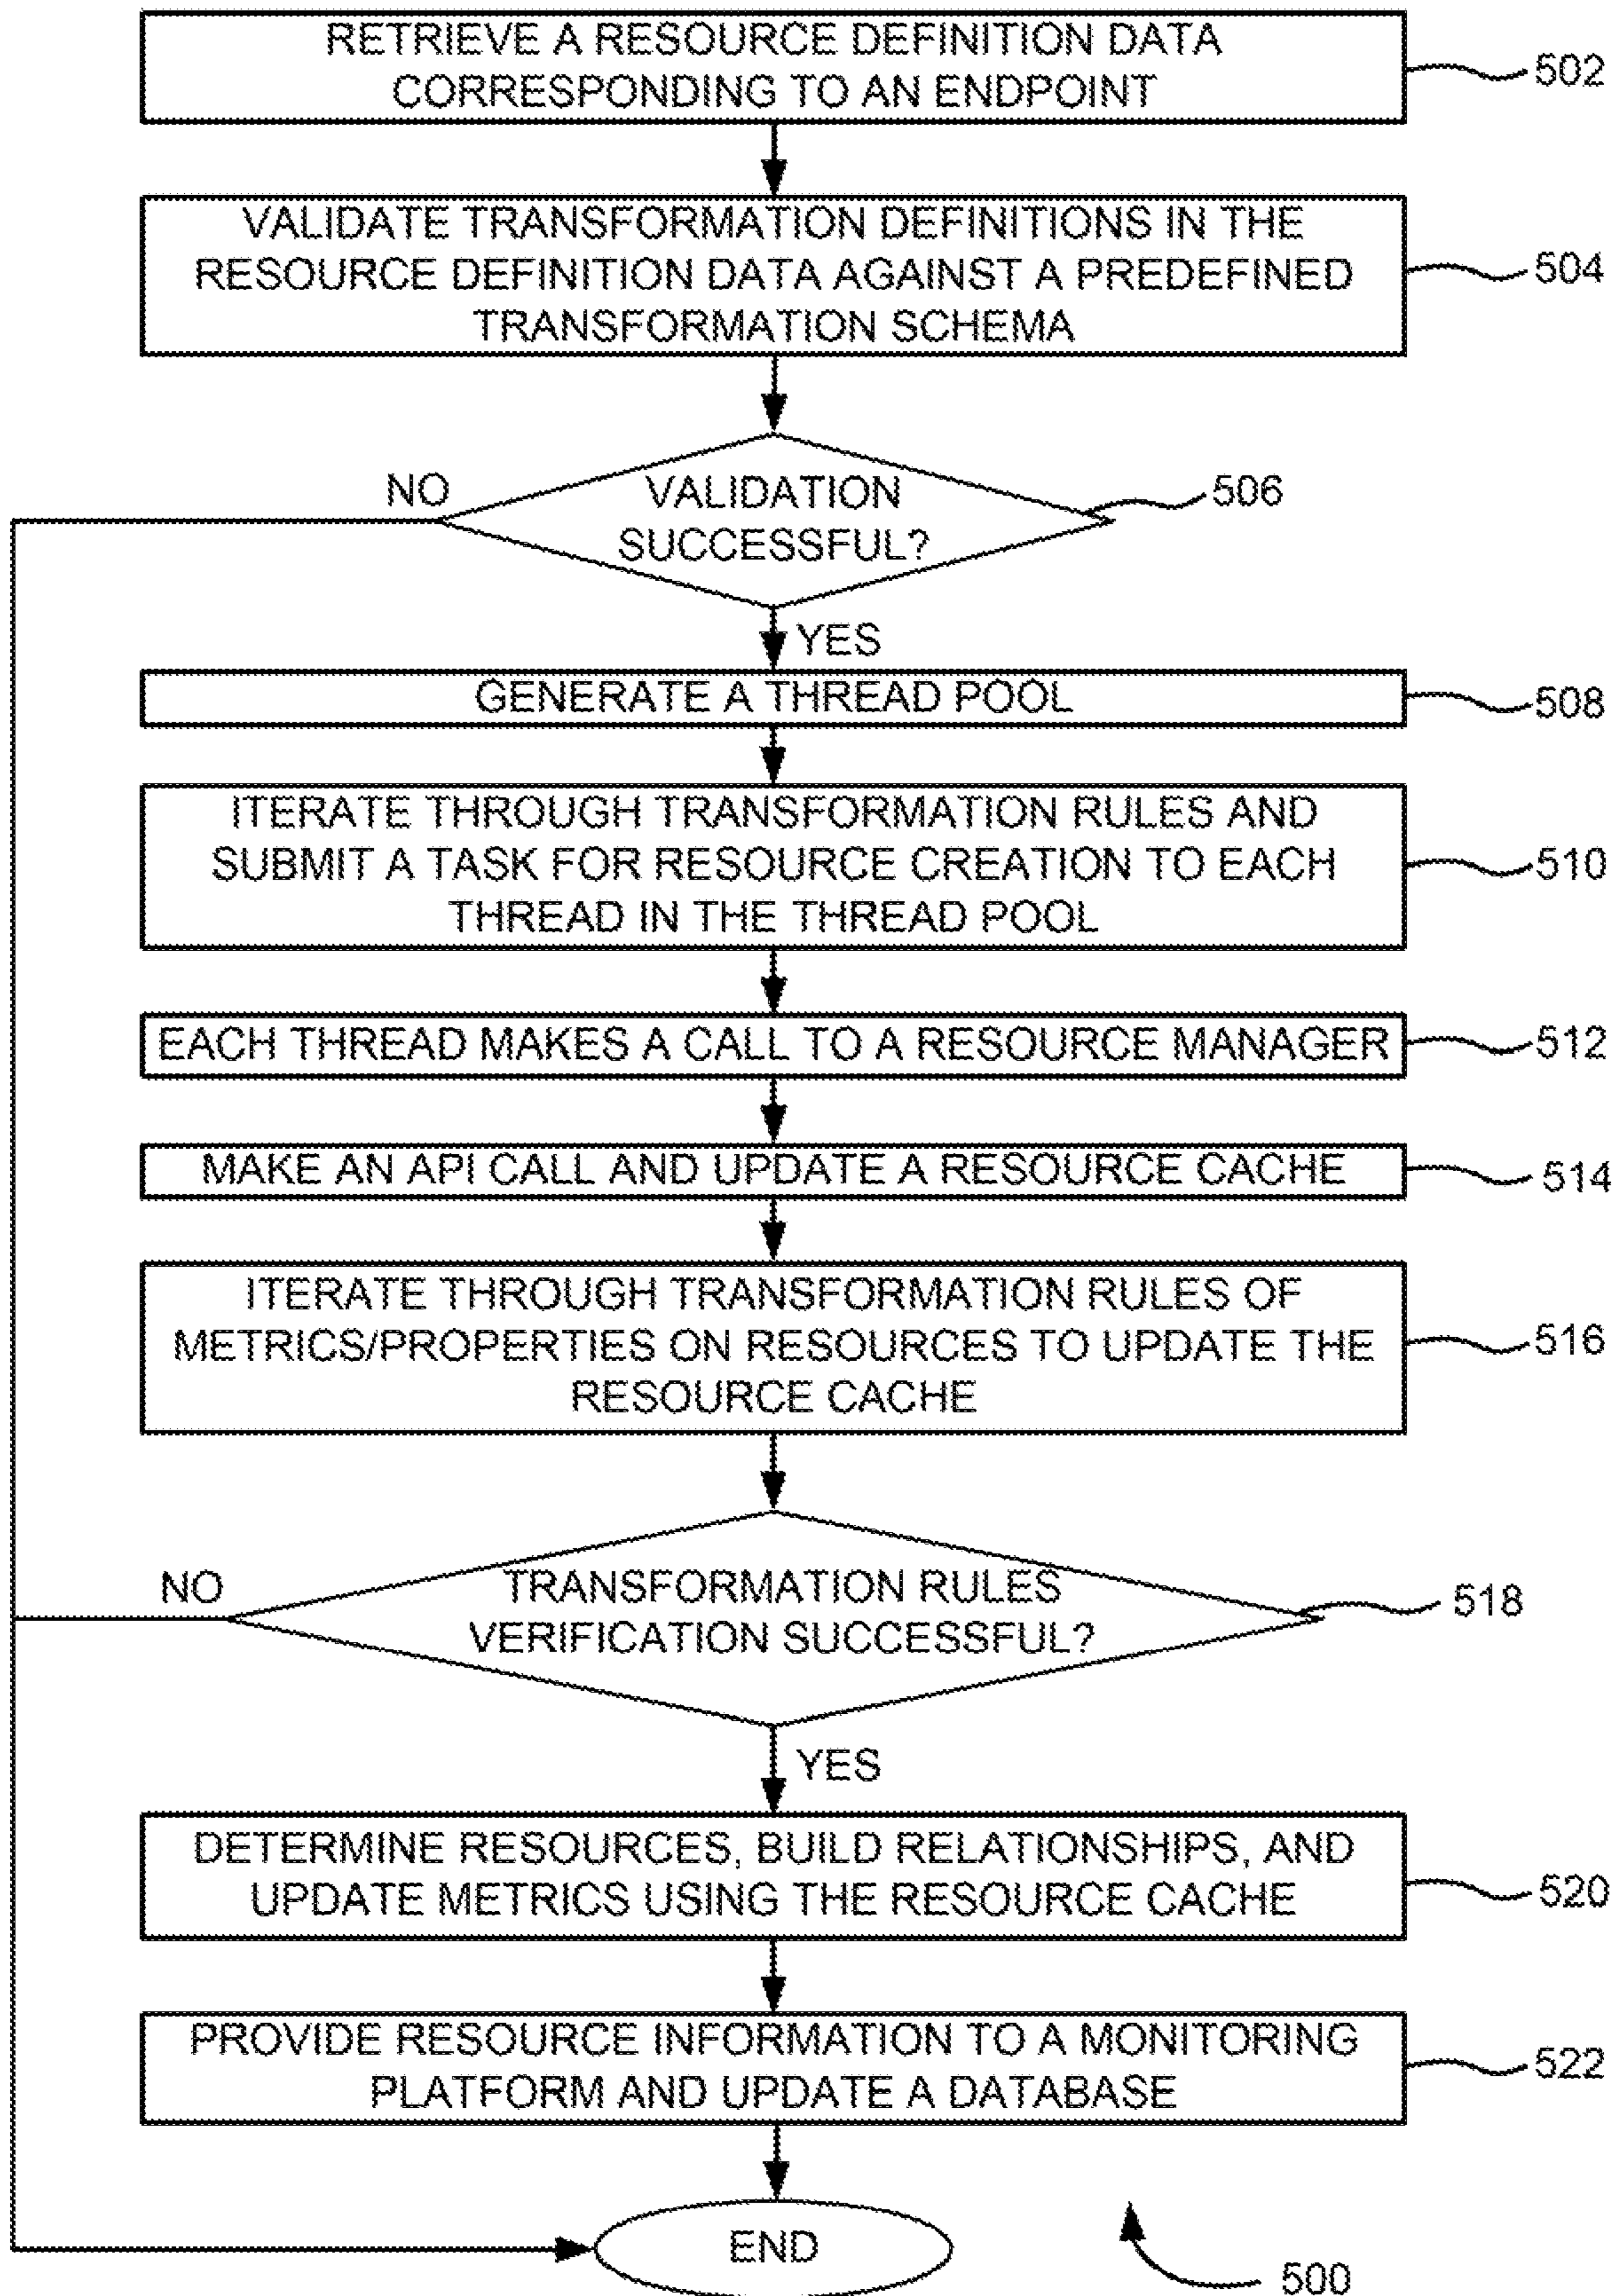 RETRIEVE A RESOURCE DEFINITION DATA
CORRESPONDING TO AN ENDPOINT
502
VALIDATE TRANSFORMATION DEFINITIONS IN THE
RESOURCE DEFINITION DATA AGAINST A PREDEFINED
TRANSFORMATION SCHEMA
504
NO
VALIDATION
SUCCESSFUL?
506
YES
GENERATE A THREAD POOL
508
ITERATE THROUGH TRANSFORMATION RULES AND
SUBMIT A TASK FOR RESOURCE CREATION TO EACH
THREAD IN THE THREAD POOL
510
EACH THREAD MAKES A CALL TO A RESOURCE MANAGER
512
MAKE AN API CALL AND UPDATE A RESOURCE CACHE
514
ITERATE THROUGH TRANSFORMATION RULES OF
METRICS/PROPERTIES ON RESOURCES TO UPDATE THE
RESOURCE CACHE
516
NO
TRANSFORMATION RULES
VERIFICATION SUCCESSFUL?
518
YES
DETERMINE RESOURCES, BUILD RELATIONSHIPS, AND
UPDATE METRICS USING THE RESOURCE CACHE
520
PROVIDE RESOURCE INFORMATION TO A MONITORING
PLATFORM AND UPDATE A DATABASE
522
END
500